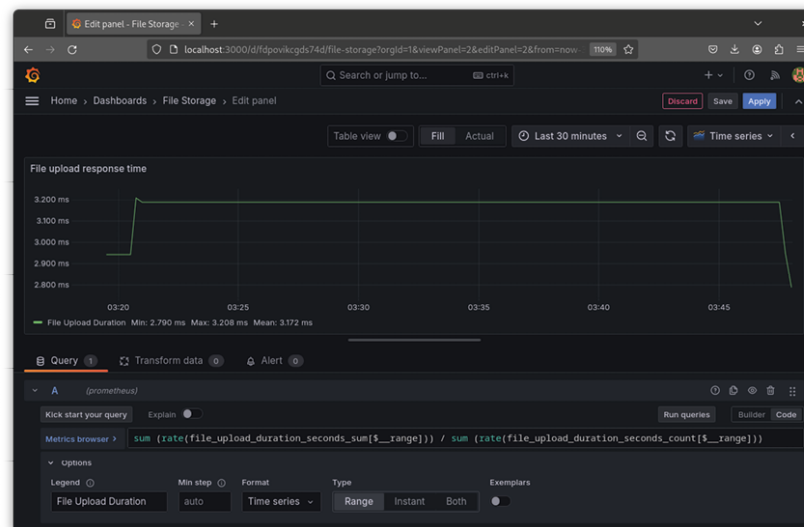 Edit panel - File Storage -
localhost:3000/d/fdpovikcgds74d/file-storage?orgId=1&viewPanel=2&editPanel=2&from=now- 110%
Search or jump to... ctrl+k
Home Dashboards File Storage Edit panel Discard Save Apply
Table view Fill Actual Last 30 minutes Time series
File upload response time
3.200 ms
3.100 ms
3.000 ms
2.900 ms
2.800 ms
03:20 03:25 03:30 03:35 03:40 03:45
File Upload Duration Min: 2.790 ms Max: 3.208 ms Mean: 3.172 ms
Query 1 Transform data 0 Alert 0
A (prometheus)
Kick start your query Explain Run queries Builder Code
Metrics browser > sum (rate(file_upload_duration_seconds_sum[$__range])) / sum (rate(file_upload_duration_seconds_count[$__range]))
Options
Legend Min step Format Type Exemplars
File Upload Duration auto Time series Range Instant Both